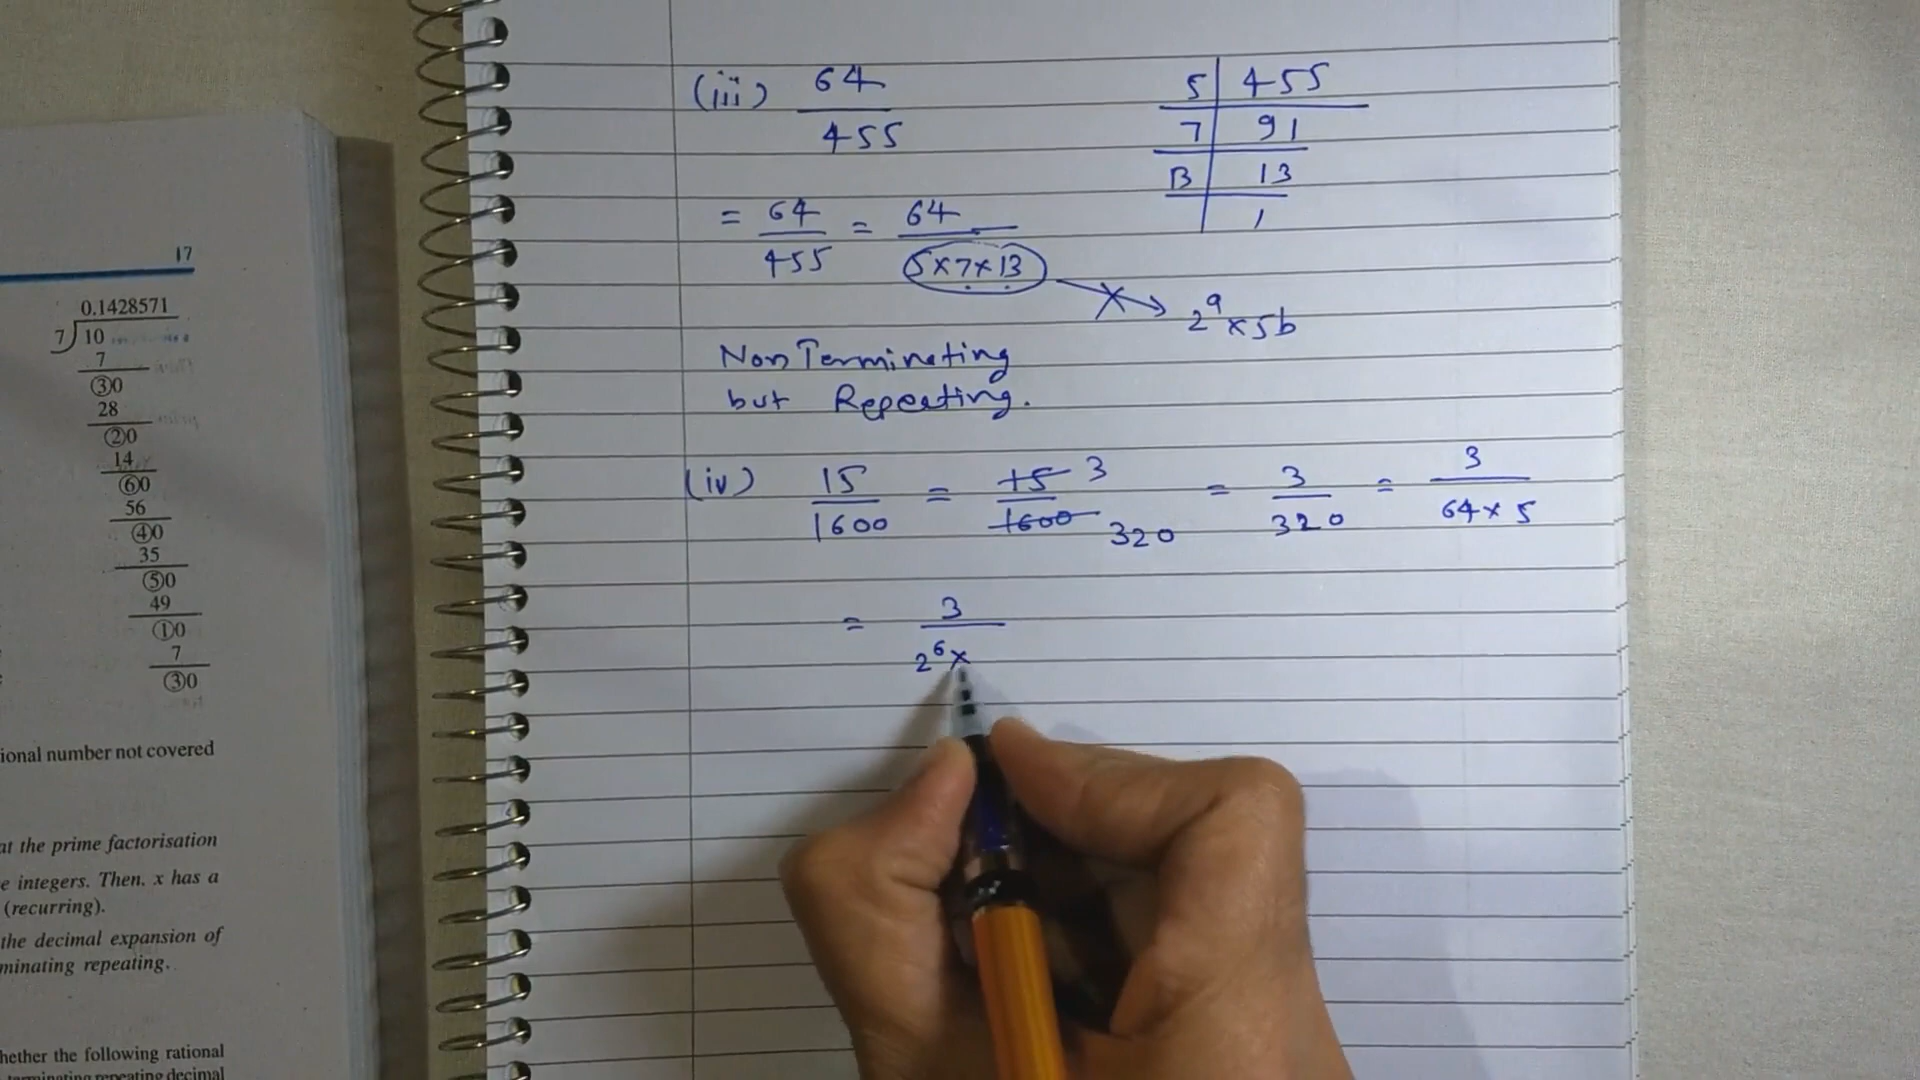 17
0.1428571
7 10
7
30
28
20
14
60
56
40
35
50
49
10
7
30
ional number not covered
at the prime factorisation
e integers. Then, x has a
(recurring).
the decimal expansion of
minating repeating.
hether the following rational
terminating repeating decimal
(iii) 64/455
5 | 455
7 | 91
13 | 13
1
= 64/455 = 64/(5×7×13)
2^a × 5b
Non Terminating
but Repeating.
(iv) 15/1600 = 15/1600 3 320 = 3/320 = 3/(64×5)
= 3/(2^6 ×